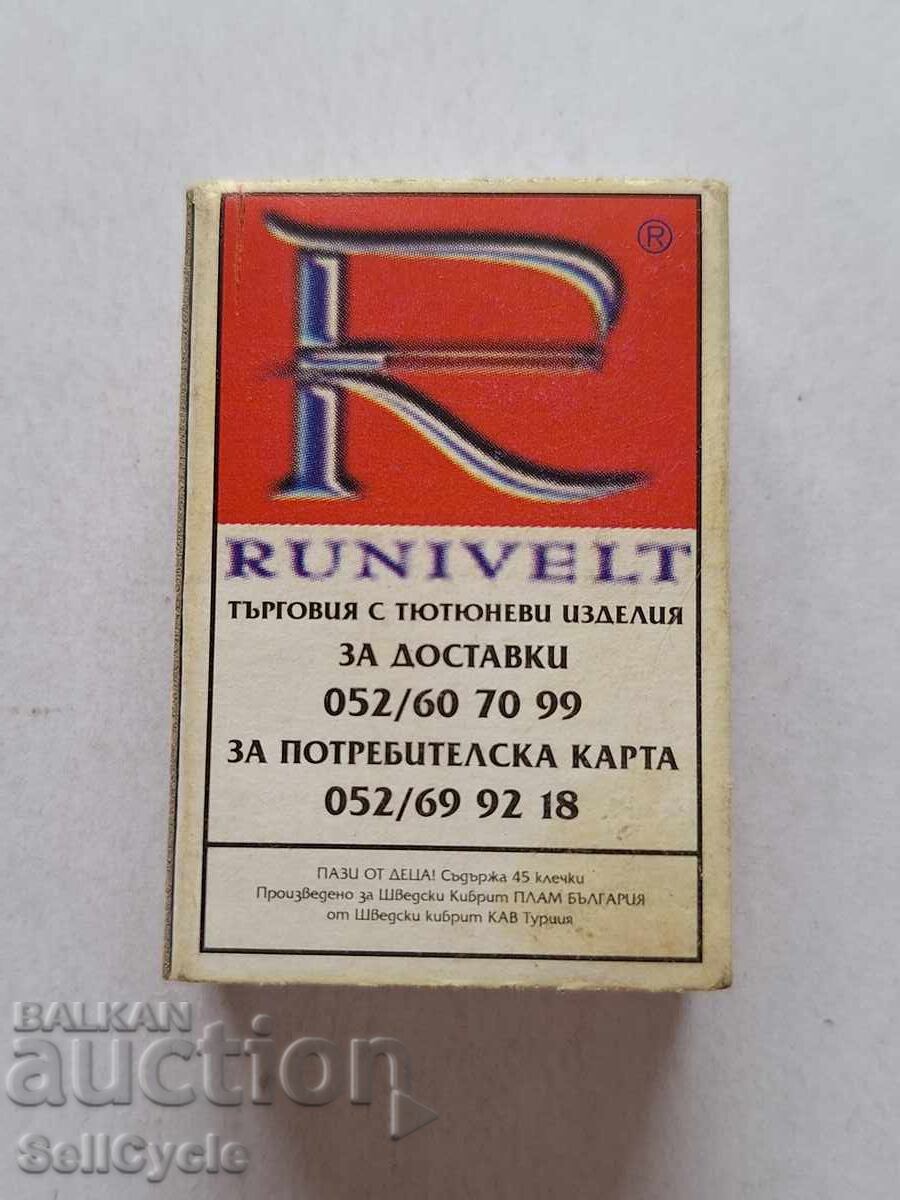 R ®
RUNIVELT
ТЪРГОВИЯ С ТЮТЮНЕВИ ИЗДЕЛИЯ
ЗА ДОСТАВКИ
052/60 70 99
ЗА ПОТРЕБИТЕЛСКА КАРТА
052/69 92 18
ПАЗИ ОТ ДЕЦА! Съдържа 45 клечки
Произведено за Шведски Кибрит ПЛАМ БЪЛГАРИЯ
от Шведски кибрит КАВ Турция
BALKAN
auction
SellCycle